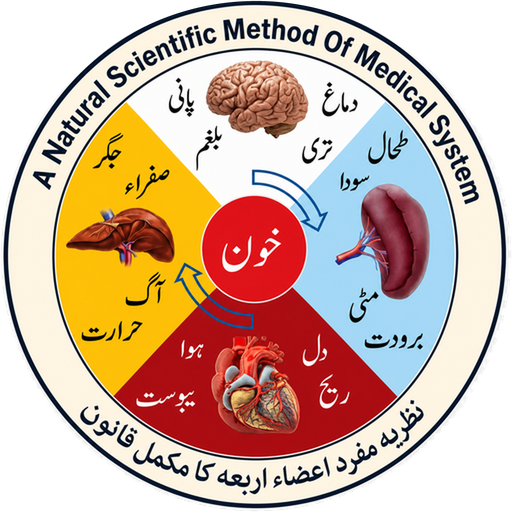 A Natural Scientific Method Of Medical System
دماغ
پانی
تری
بلغم
طحال
سودا
مٹی
برودت
جگر
صفراء
آگ
حرارت
خون
دل
ہوا
ریح
یبوست
نظریہ مفرد اعضاء اربعہ کا مکمل قانون